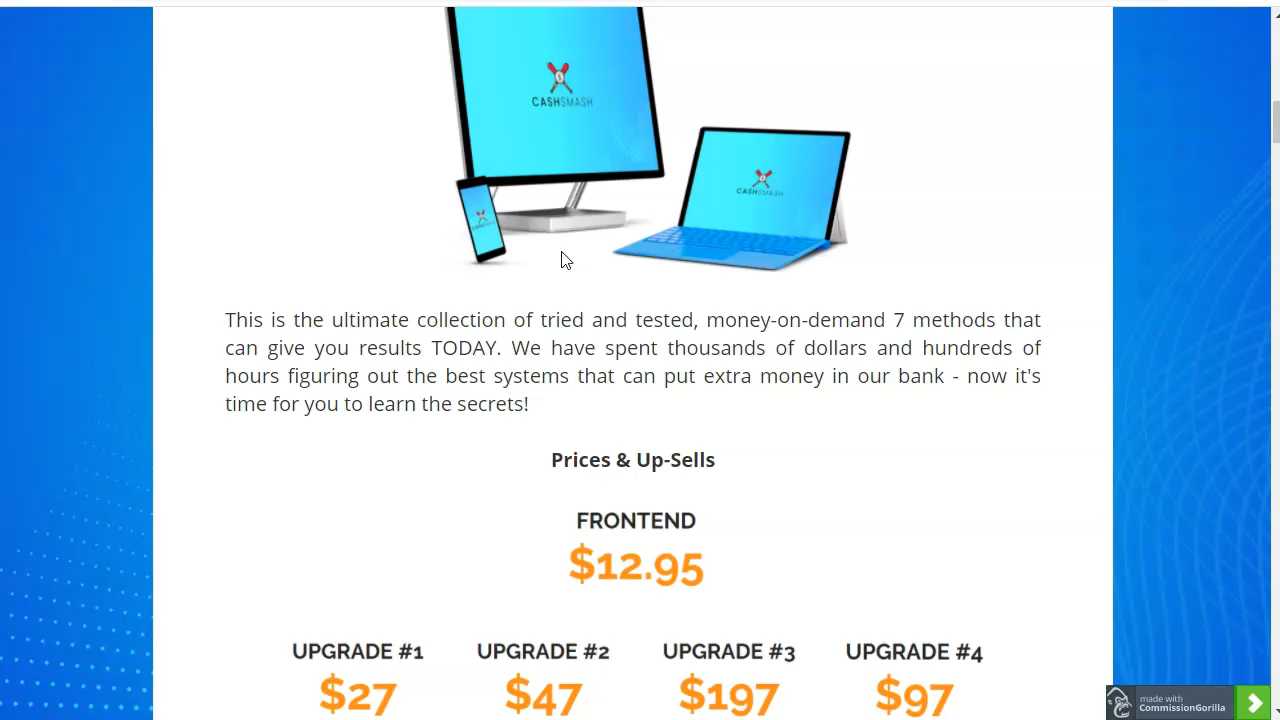 CASHSMASH
CASHSMASH
This is the ultimate collection of tried and tested, money-on-demand 7 methods that
can give you results TODAY. We have spent thousands of dollars and hundreds of
hours figuring out the best systems that can put extra money in our bank - now it's
time for you to learn the secrets!
Prices & Up-Sells
FRONTEND
$12.95
UPGRADE #1 UPGRADE #2 UPGRADE #3 UPGRADE #4
$27 $47 $197 $97
made with
CommissionGorilla